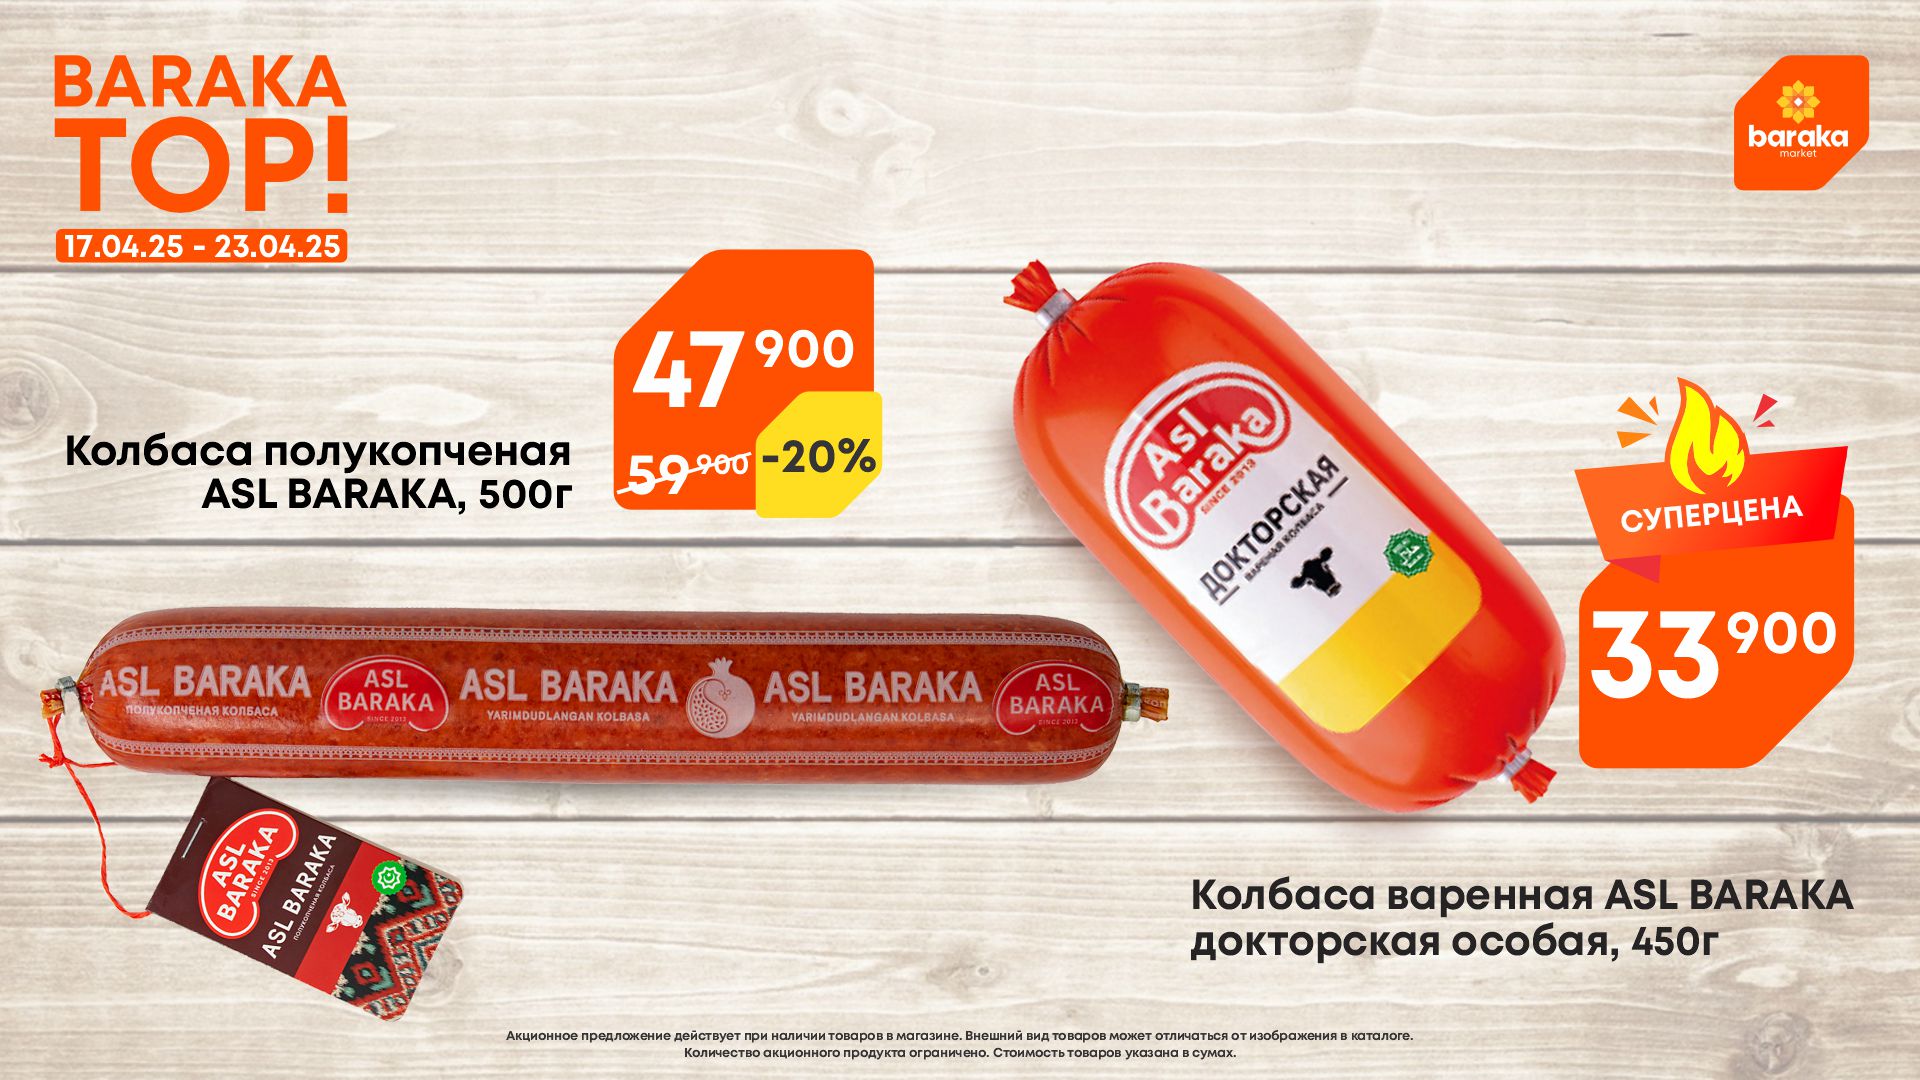 BARAKA
TOP!
17.04.25 - 23.04.25
baraka
market
47 900
59 900
-20%
Колбаса полукопченая
ASL BARAKA, 500г
Asl
Baraka
SINCE 2013
ДОКТОРСКАЯ
ВАРЕНАЯ КОЛБАСА
СУПЕРЦЕНА
33 900
ASL BARAKA
ПОЛУКОПЧЕНАЯ КОЛБАСА
ASL
BARAKA
SINCE 2013
ASL BARAKA
YARIMDUDLANGAN KOLBASA
ASL BARAKA
YARIMDUDLANGAN KOLBASA
ASL
BARAKA
SINCE 2013
ASL
BARAKA
SINCE 2013
ASL BARAKA
ПОЛУКОПЧЕНАЯ КОЛБАСА
Колбаса варенная ASL BARAKA
докторская особая, 450г
Акционное предложение действует при наличии товаров в магазине. Внешний вид товаров может отличаться от изображения в каталоге.
Количество акционного продукта ограничено. Стоимость товаров указана в сумах.